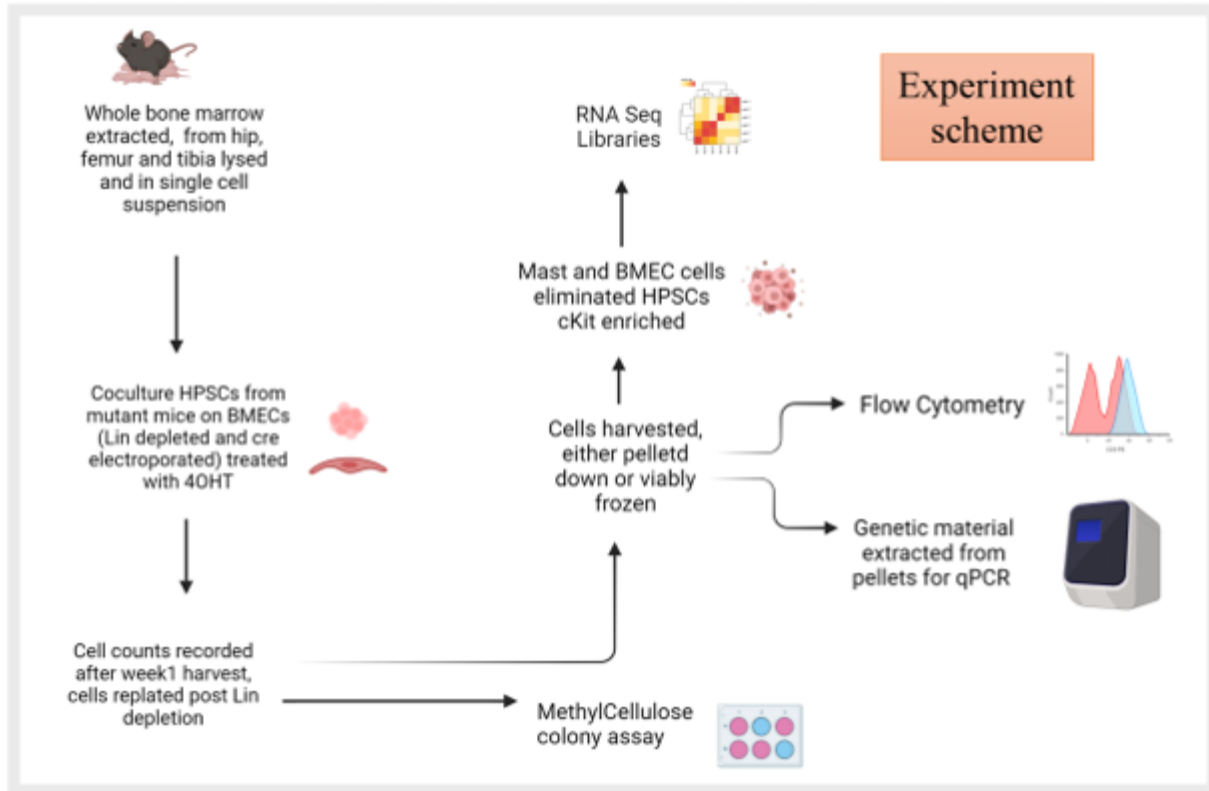 Experiment
scheme
Whole bone marrow
extracted, from hip,
femur and tibia lysed
and in single cell
suspension
Coculture HPSCs from
mutant mice on BMECs
(Lin depleted and cre
electroporated) treated
with 4OHT
Cell counts recorded
after week1 harvest,
cells replated post Lin
depletion
MethylCellulose
colony assay
Cells harvested,
either pelletd
down or viably
frozen
Flow Cytometry
Genetic material
extracted from
pellets for qPCR
Mast and BMEC cells
eliminated HPSCs
cKit enriched
RNA Seq
Libraries